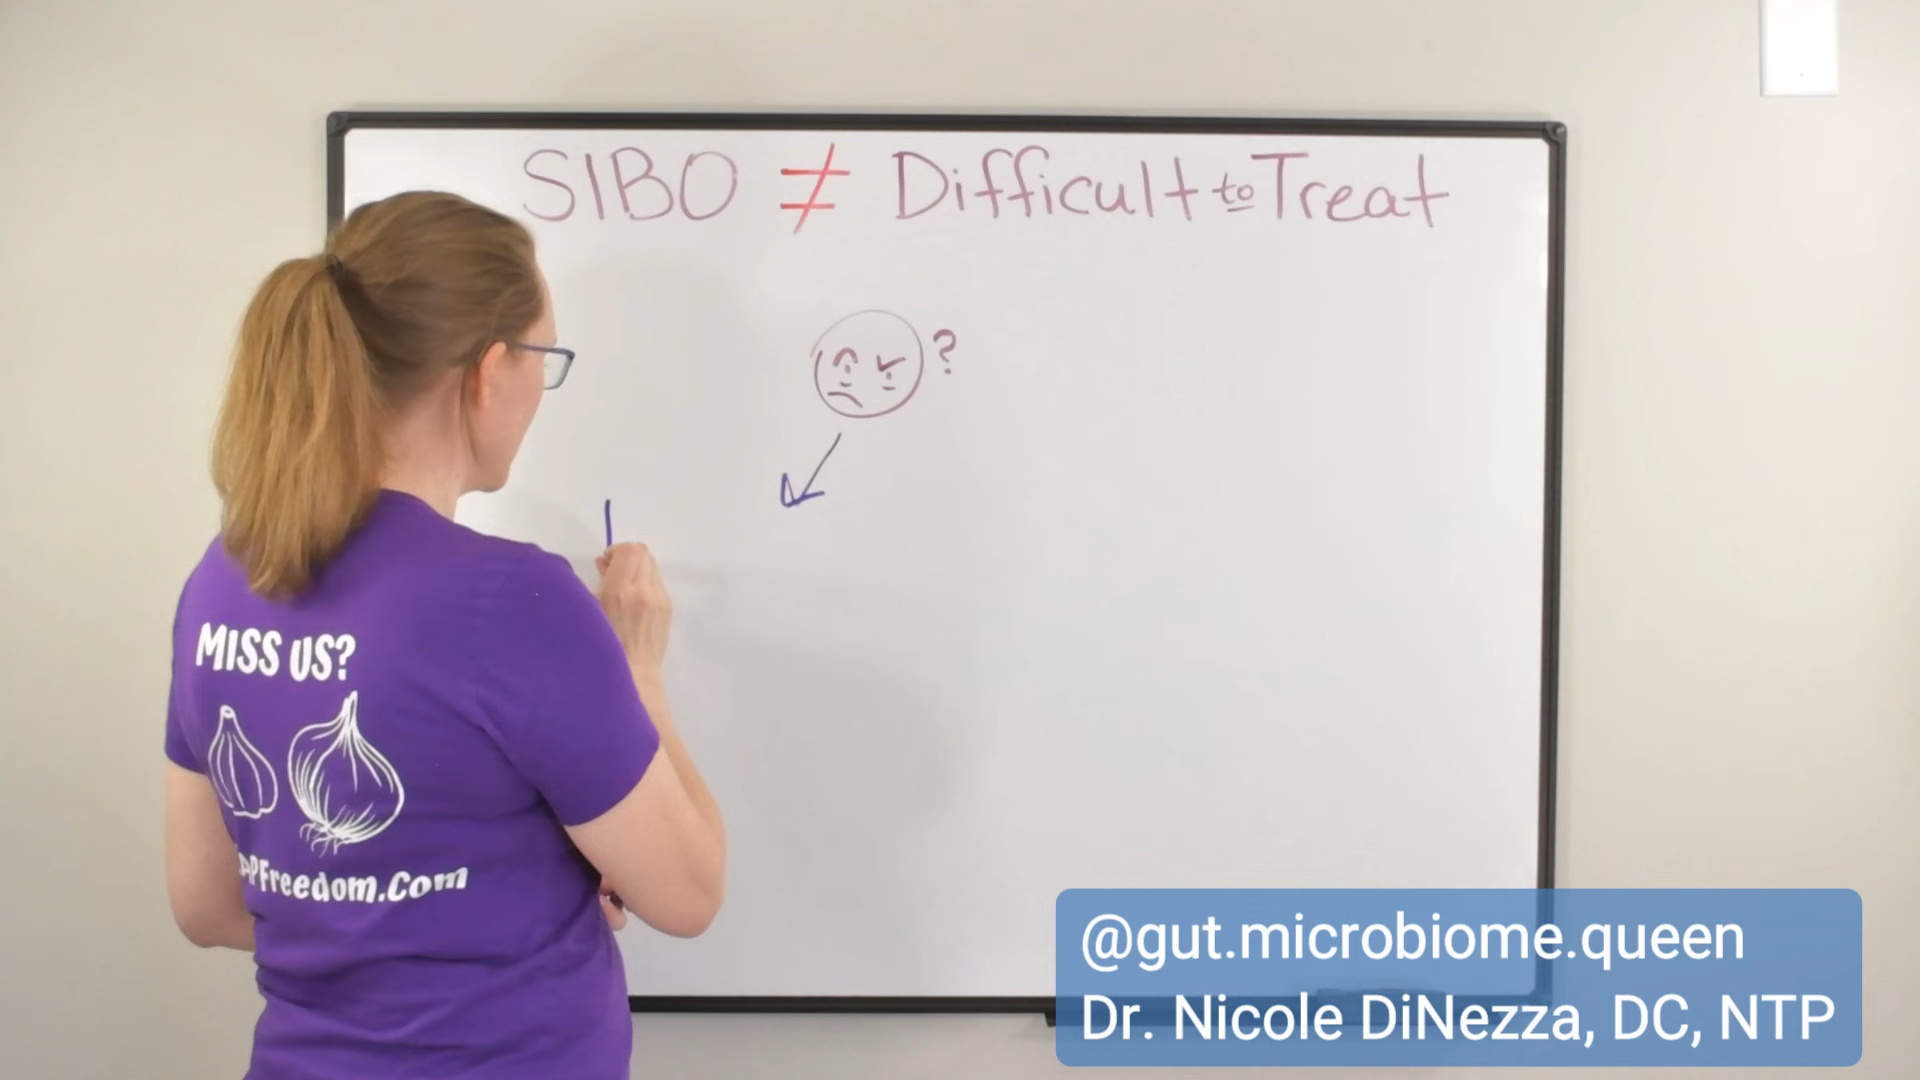 SIBO ≠ Difficult to Treat
?
MISS US?
Freedom.Com
@gut.microbiome.queen
Dr. Nicole DiNezza, DC, NTP